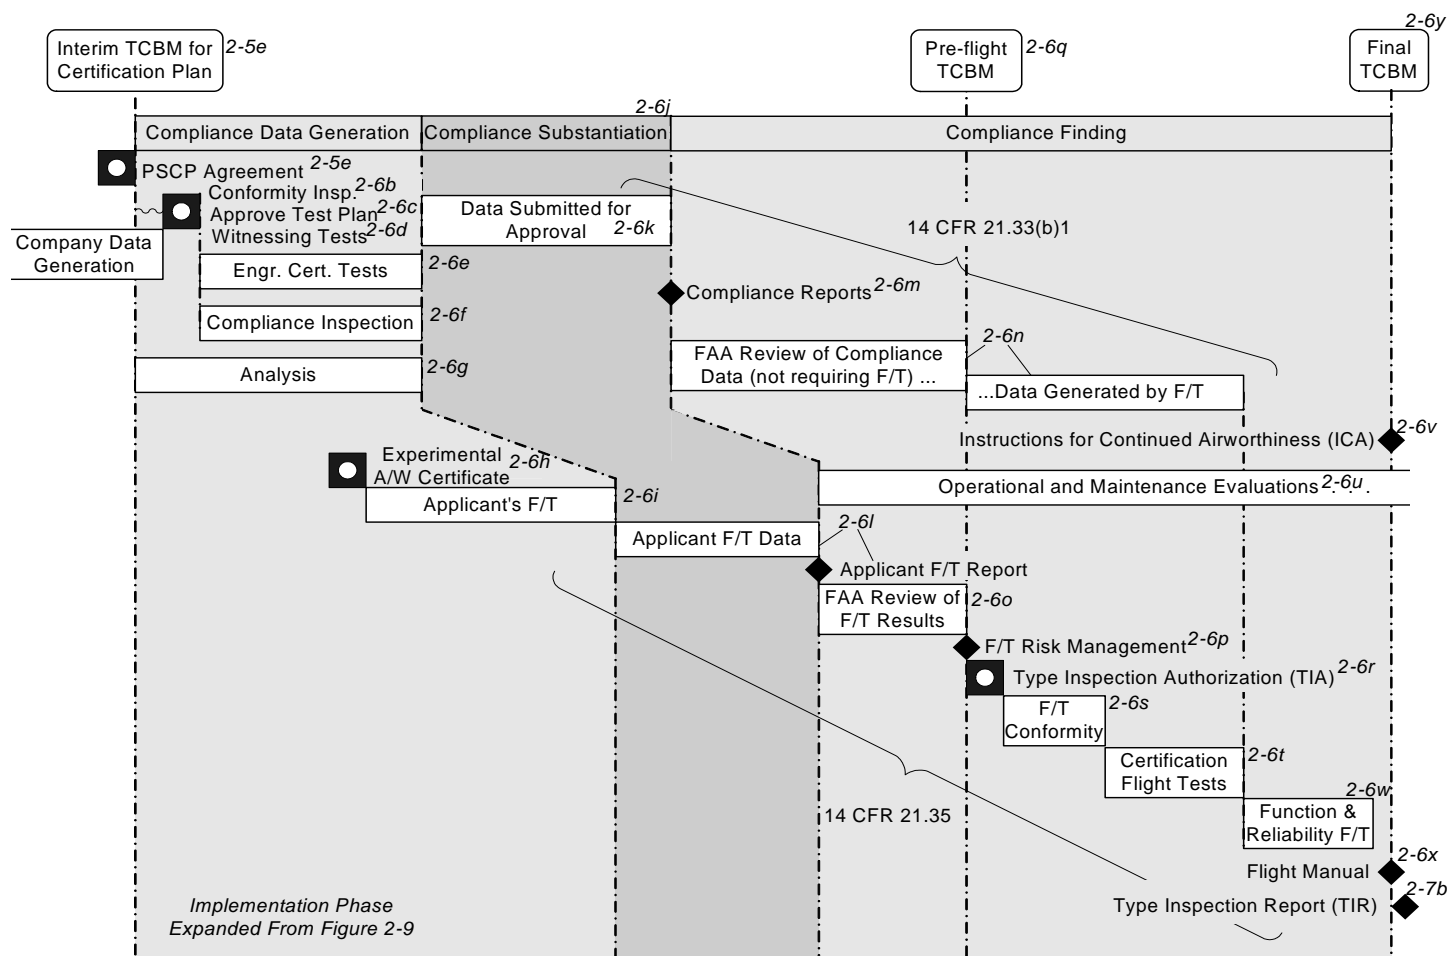 2-6y
Interim TCBM for
Certification Plan
2-5e
Pre-flight
TCBM
2-6q
Final
TCBM
2-6j
Compliance Data Generation
Compliance Substantiation
Compliance Finding
PSCP Agreement 2-5e
Conformity Insp. 2-6b
Approve Test Plan 2-6c
Witnessing Tests 2-6d
Company Data
Generation
Data Submitted for
Approval 2-6k
14 CFR 21.33(b)1
Engr. Cert. Tests 2-6e
Compliance Reports 2-6m
Compliance Inspection 2-6f
2-6n
FAA Review of Compliance
Data (not requiring F/T) ...
Analysis 2-6g
...Data Generated by F/T
Instructions for Continued Airworthiness (ICA) 2-6v
Experimental
A/W Certificate 2-6h
Operational and Maintenance Evaluations . . . 2-6u
Applicant's F/T 2-6i
2-6l
Applicant F/T Data
Applicant F/T Report
FAA Review of
F/T Results
2-6o
F/T Risk Management 2-6p
Type Inspection Authorization (TIA) 2-6r
F/T
Conformity
2-6s
Certification
Flight Tests
2-6t
2-6w
Function &
Reliability F/T
14 CFR 21.35
Flight Manual 2-6x
Type Inspection Report (TIR) 2-7b
Implementation Phase
Expanded From Figure 2-9